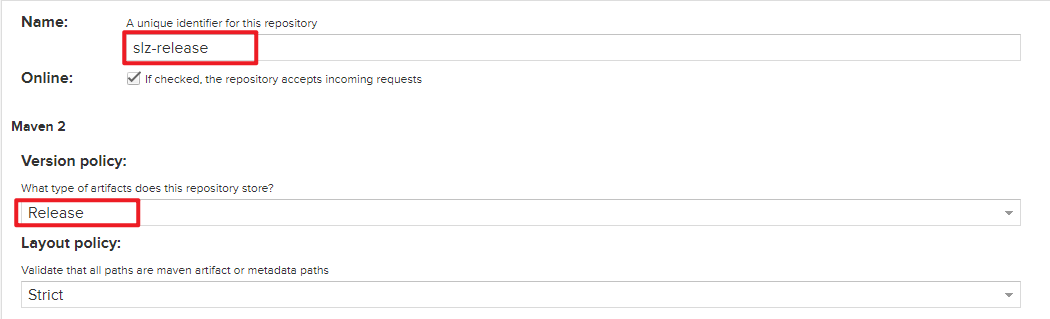 Name: A unique identifier for this repository
slz-release
Online: If checked, the repository accepts incoming requests
Maven 2
Version policy:
What type of artifacts does this repository store?
Release
Layout policy:
Validate that all paths are maven artifact or metadata paths
Strict